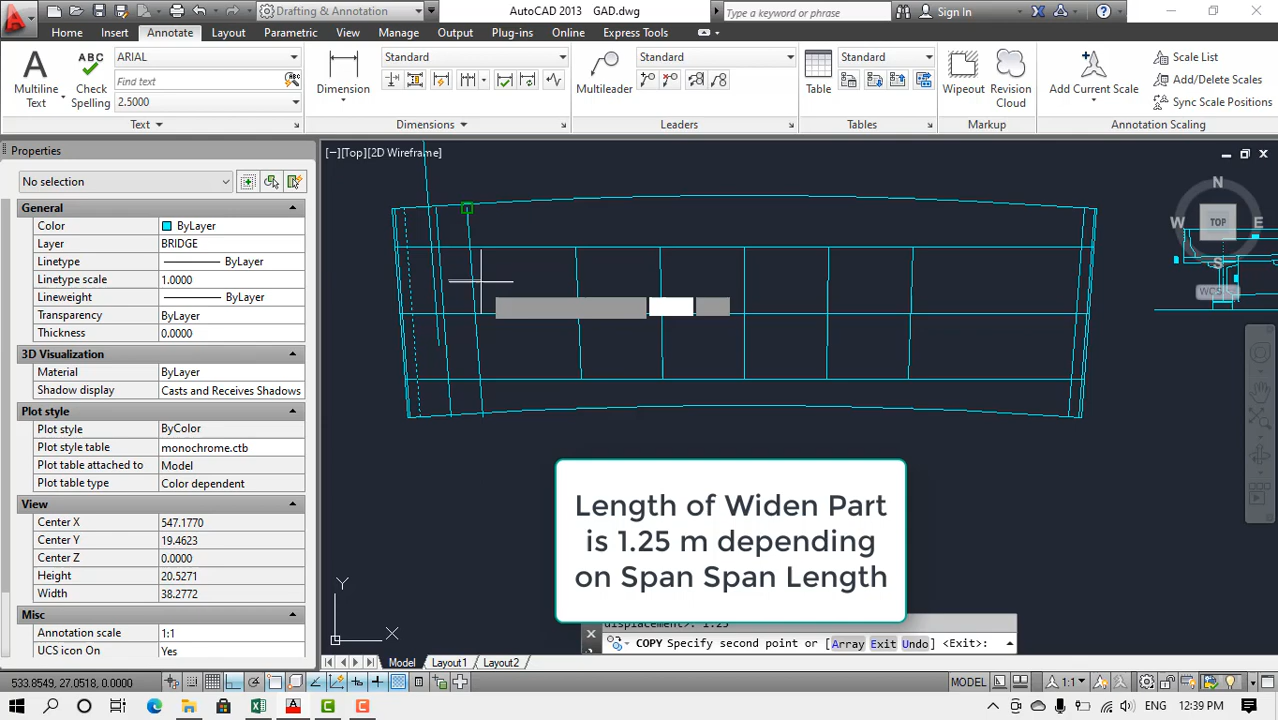 Drafting & Annotation
AutoCAD 2013 GAD.dwg
Type a keyword or phrase
Sign In
Home Insert Annotate Layout Parametric View Manage Output Plug-ins Online Express Tools
Multiline Text
ABC
Check Spelling
ARIAL
Find text
2.5000
Text
Dimension
Standard
Dimensions
Multileader
Standard
Leaders
Table
Standard
Tables
Wipeout
Revision Cloud
Markup
Add Current Scale
Scale List
Add/Delete Scales
Sync Scale Positions
Annotation Scaling
Properties
No selection
General
Color ByLayer
Layer BRIDGE
Linetype ByLayer
Linetype scale 1.0000
Lineweight ByLayer
Transparency ByLayer
Thickness 0.0000
3D Visualization
Material ByLayer
Shadow display Casts and Receives Shadows
Plot style
Plot style ByColor
Plot style table monochrome.ctb
Plot table attached to Model
Plot table type Color dependent
View
Center X 547.1770
Center Y 19.4623
Center Z 0.0000
Height 20.5271
Width 38.2772
Misc
Annotation scale 1:1
UCS icon On Yes
[−][Top][2D Wireframe]
N
W TOP E
S
WCS
Length of Widen Part
is 1.25 m depending
on Span Span Length
Y
X
displacement>: 1.25
COPY Specify second point or [Array Exit Undo] <Exit>:
Model Layout1 Layout2
533.8549, 27.0518, 0.0000
MODEL
1:1
12:39 PM